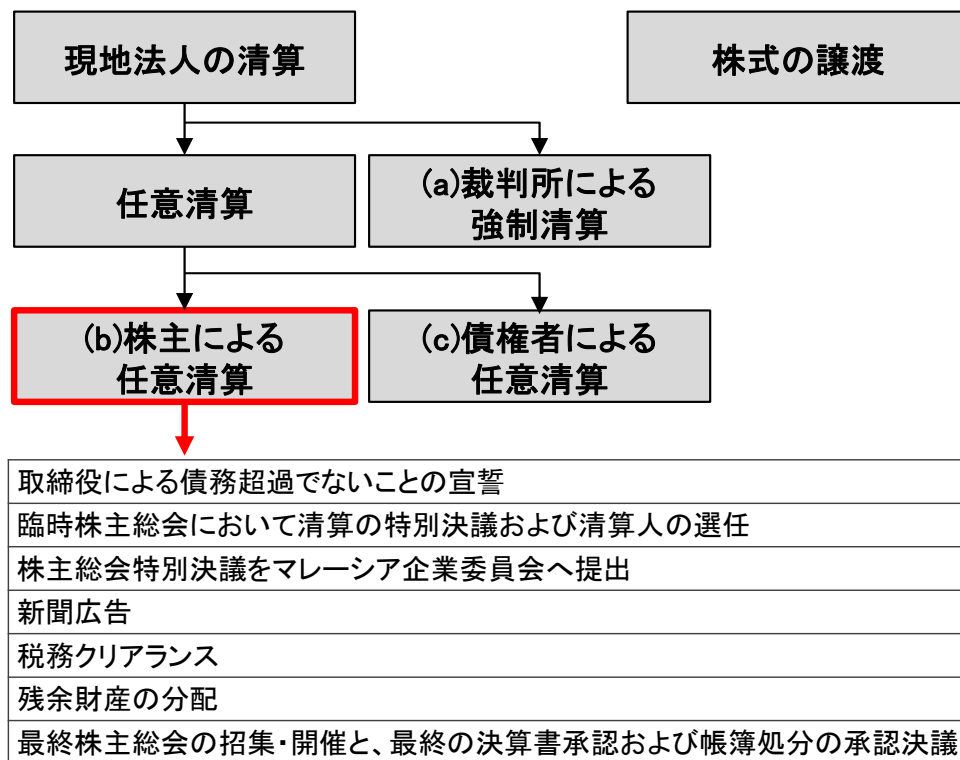 現地法人の清算
株式の譲渡
任意清算
(a)裁判所による
強制清算
(b)株主による
任意清算
(c)債権者による
任意清算
取締役による債務超過でないことの宣誓
臨時株主総会において清算の特別決議および清算人の選任
株主総会特別決議をマレーシア企業委員会へ提出
新聞広告
税務クリアランス
残余財産の分配
最終株主総会の招集・開催と、最終の決算書承認および帳簿処分の承認決議